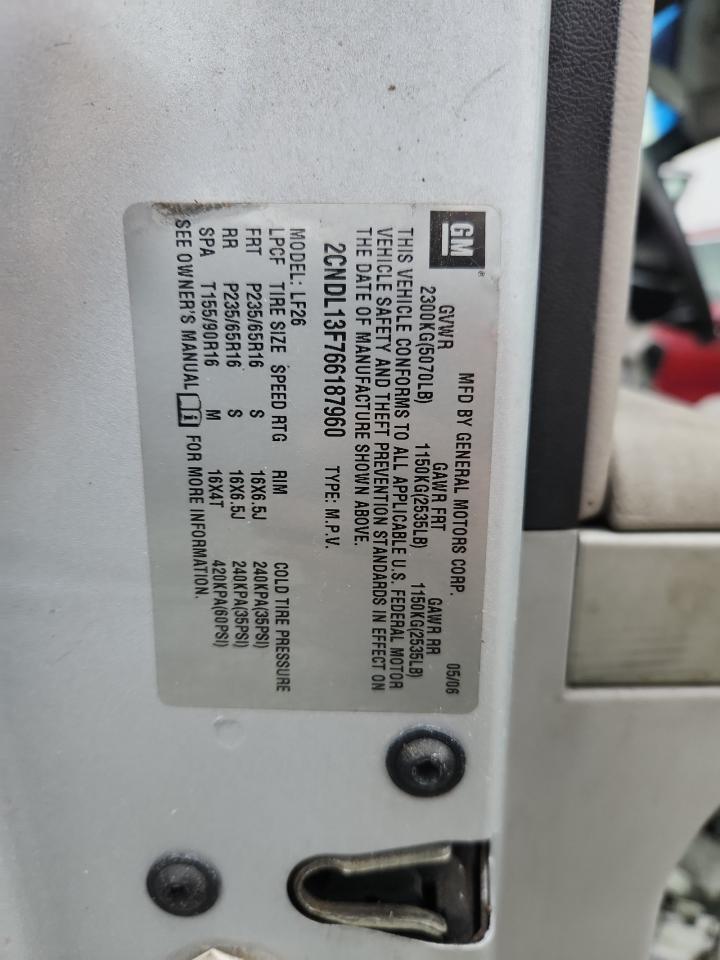 GM®
MFD BY GENERAL MOTORS CORP. 05/06
GVWR GAWR FRT GAWR RR
2300KG(5070LB) 1150KG(2535LB) 1150KG(2535LB)
THIS VEHICLE CONFORMS TO ALL APPLICABLE U.S. FEDERAL MOTOR
VEHICLE SAFETY AND THEFT PREVENTION STANDARDS IN EFFECT ON
THE DATE OF MANUFACTURE SHOWN ABOVE.
2CNDL13F766187960 TYPE: M.P.V.
MODEL: LF26
LPCF TIRE SIZE SPEED RTG RIM COLD TIRE PRESSURE
FRT P235/65R16 S 16X6.5J 240KPA(35PSI)
RR P235/65R16 S 16X6.5J 240KPA(35PSI)
SPA T155/90R16 M 16X4T 420KPA(60PSI)
SEE OWNER'S MANUAL i FOR MORE INFORMATION.